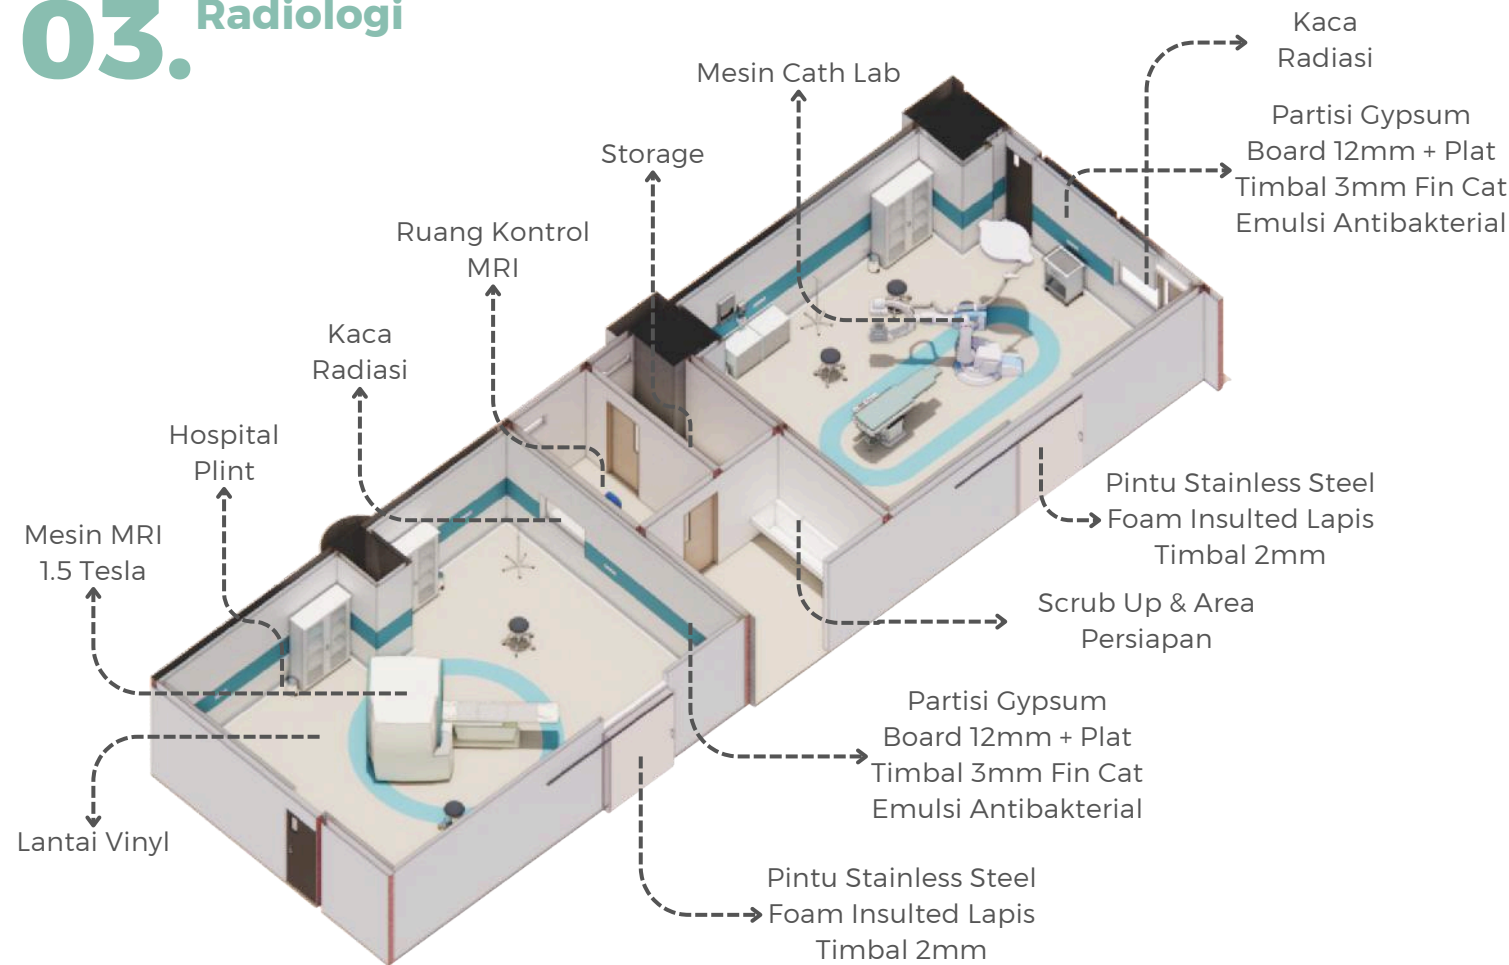 03.
Radiologi
Kaca
Radiasi
Mesin Cath Lab
Partisi Gypsum
Board 12mm + Plat
Timbal 3mm Fin Cat
Emulsi Antibakterial
Storage
Ruang Kontrol
MRI
Kaca
Radiasi
Hospital
Plint
Mesin MRI
1.5 Tesla
Pintu Stainless Steel
Foam Insulted Lapis
Timbal 2mm
Scrub Up & Area
Persiapan
Partisi Gypsum
Board 12mm + Plat
Timbal 3mm Fin Cat
Emulsi Antibakterial
Lantai Vinyl
Pintu Stainless Steel
Foam Insulted Lapis
Timbal 2mm